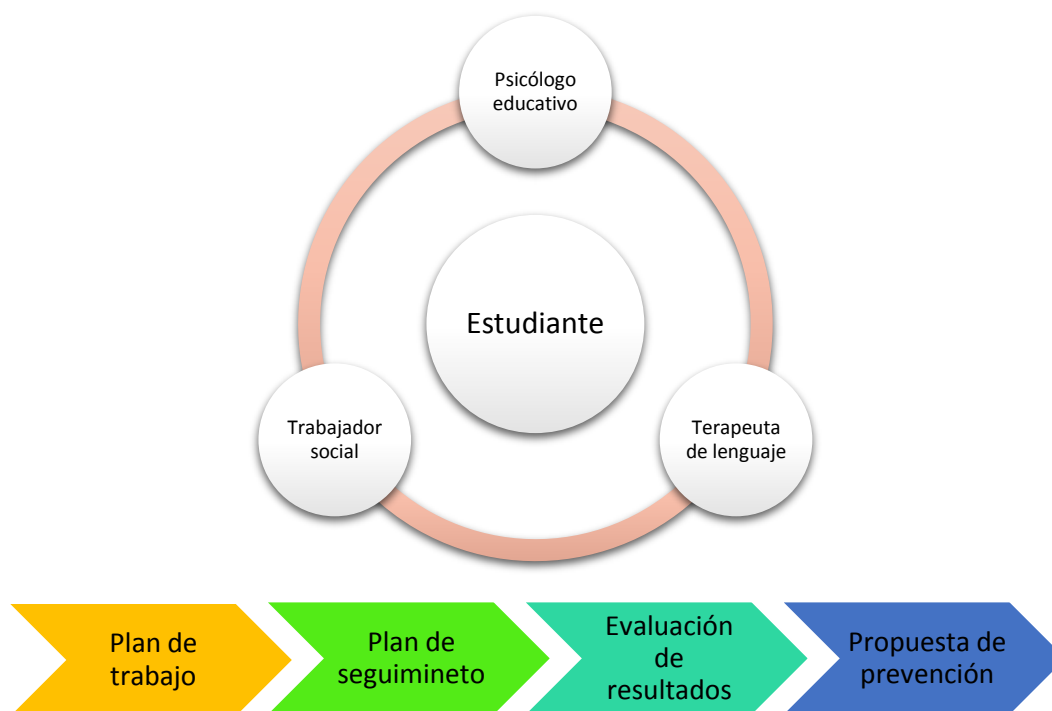 Psicólogo
educativo
Estudiante
Trabajador
social
Terapeuta
de lenguaje
Plan de
trabajo
Plan de
seguimineto
Evaluación
de
resultados
Propuesta de
prevención